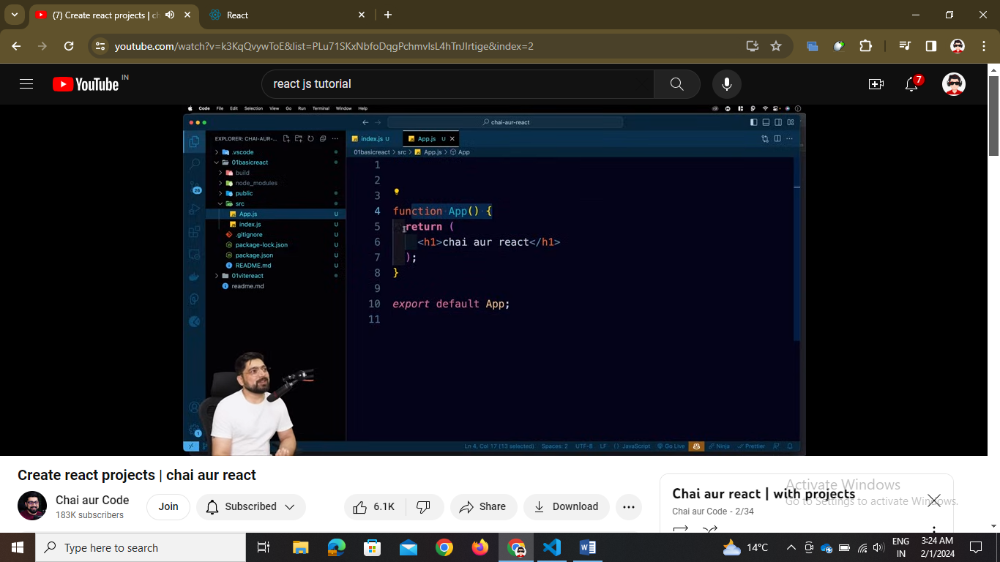 (7) Create react projects | ch
React
youtube.com/watch?v=k3KqQvywToE&list=PLu71SKxNbfoDqgPchmvIsL4hTnJIrtige&index=2
YouTube IN
react js tutorial
7
Code File Edit Selection View Go Run Terminal Window Help
chai-aur-react
EXPLORER: CHAI-AUR-...
index.js U
App.js U
01basicreact > src > App.js > App
.vscode
01basicreact
build
node_modules
public
src
App.js U
index.js U
.gitignore U
package-lock.json U
package.json U
README.md U
01vitereact
readme.md
26
1
1
2
3
4 function App() {
5 return (
6 <h1>chai aur react</h1>
7 );
8 }
9
10 export default App;
11
Ln 4, Col 17 (13 selected) Spaces: 2 UTF-8 LF {} JavaScript Go Live Ninja Prettier
Create react projects | chai aur react
Chai aur Code
183K subscribers
Join
Subscribed
6.1K
Share
Download
Chai aur react | with projects
Chai aur Code - 2/34
Activate Windows
Go to Settings to activate Windows.
Type here to search
14°C
ENG
IN
3:24 AM
2/1/2024